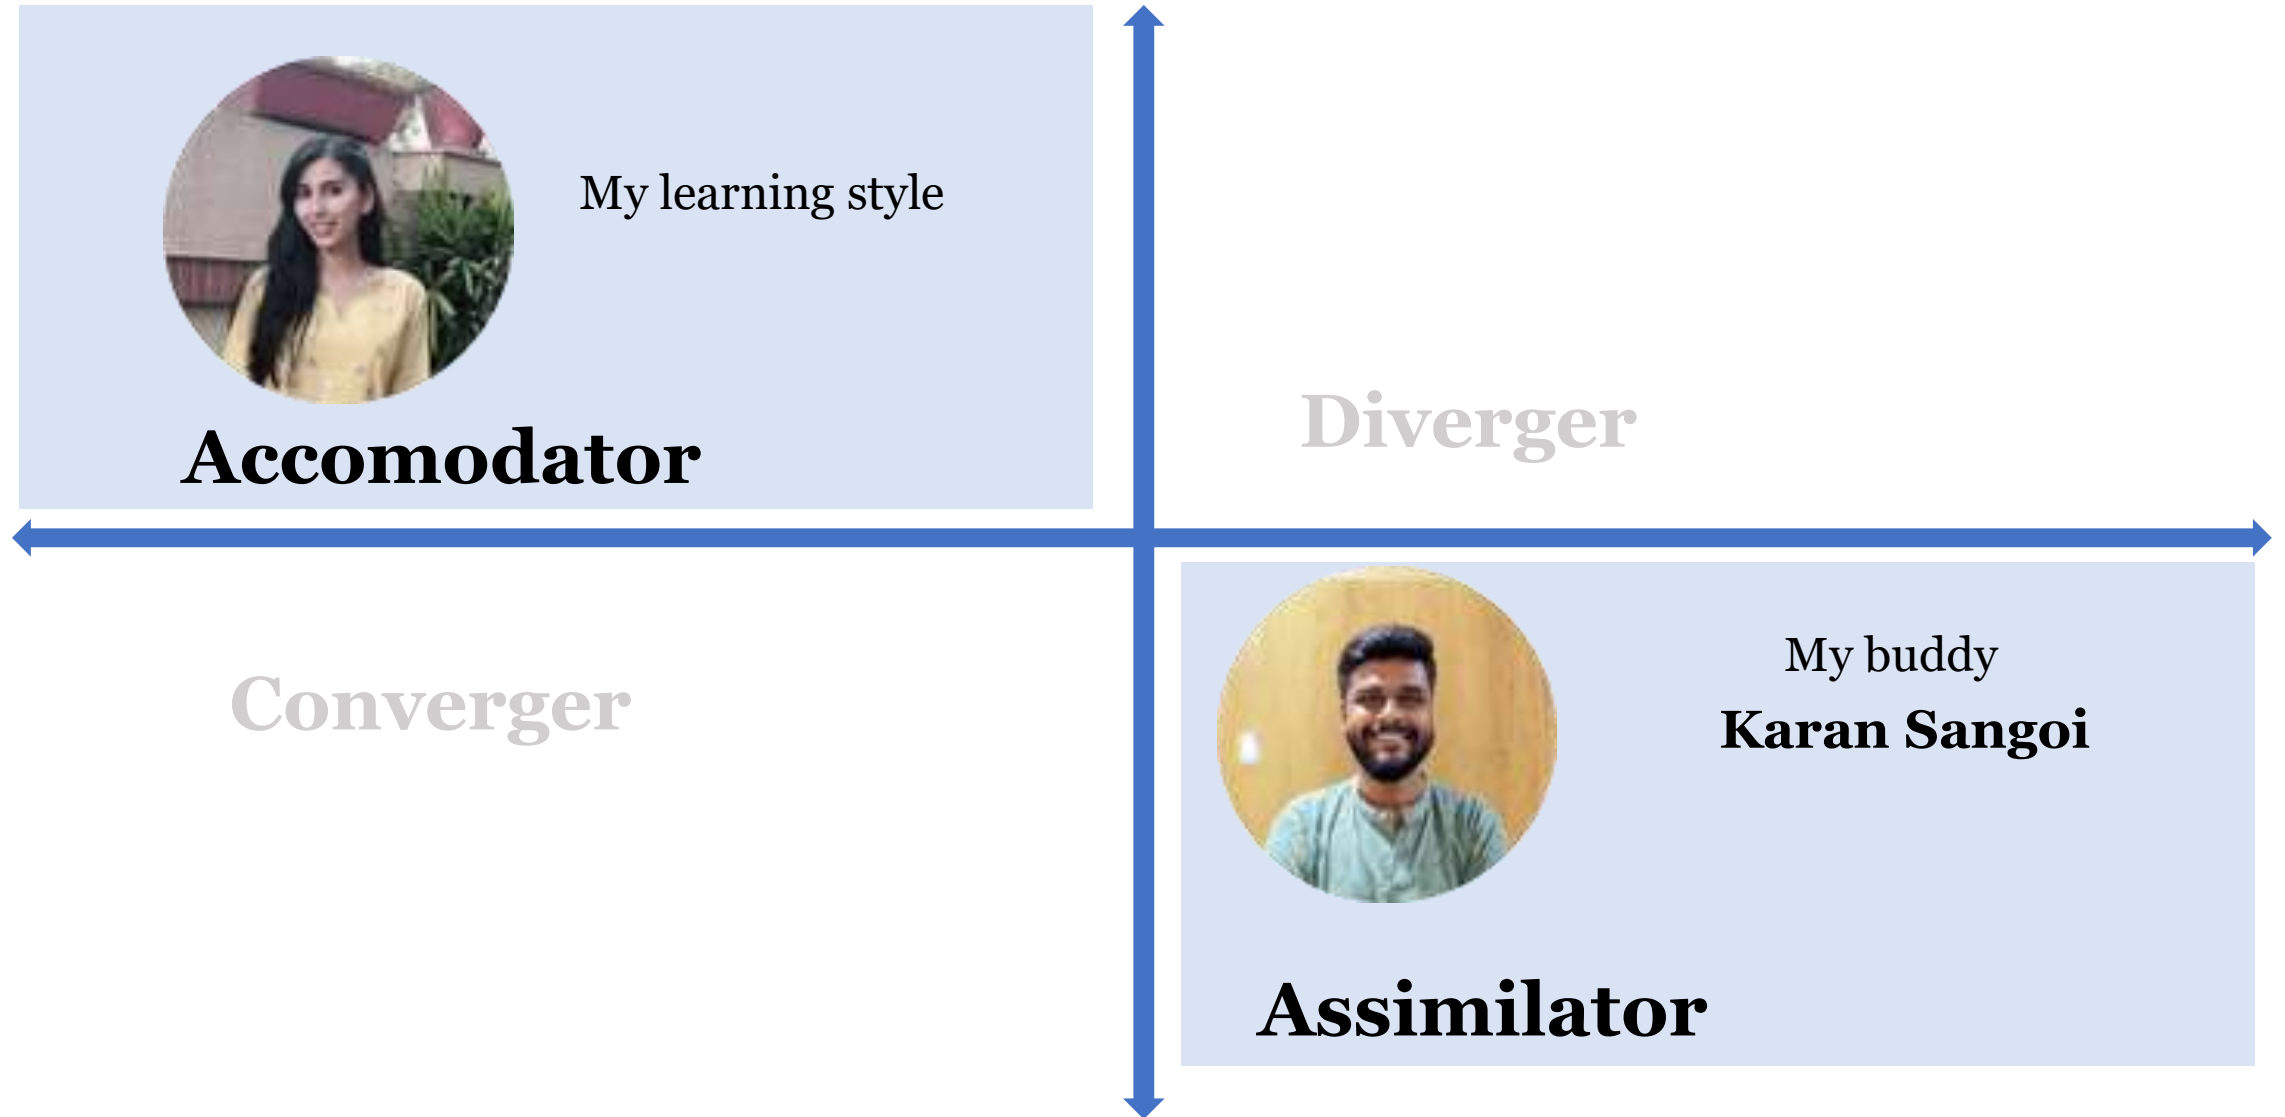 My learning style
Accomodator
Diverger
Converger
My buddy
Karan Sangoi
Assimilator